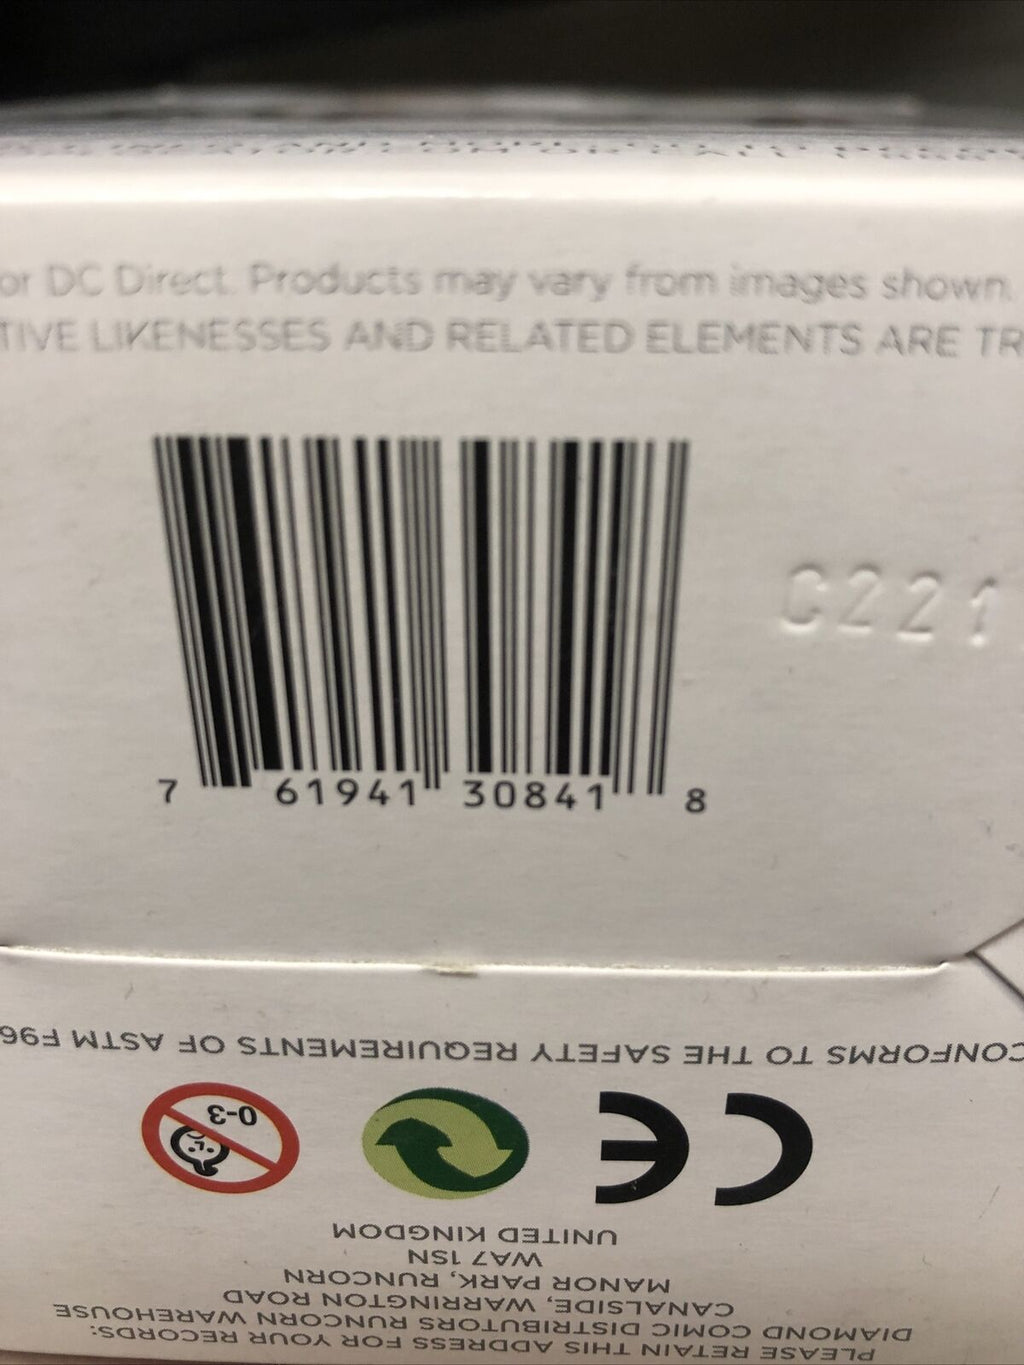 or DC Direct. Products may vary from images shown.
TIVE LIKENESSES AND RELATED ELEMENTS ARE TR
C221
7 61941 30841 8
CONFORMS TO THE SAFETY REQUIREMENTS OF ASTM F96
0-3
CE
PLEASE RETAIN THIS ADDRESS FOR YOUR RECORDS:
DIAMOND COMIC DISTRIBUTORS RUNCORN WAREHOUSE
CANALSIDE, WARRINGTON ROAD
MANOR PARK, RUNCORN
WA7 1SN
UNITED KINGDOM